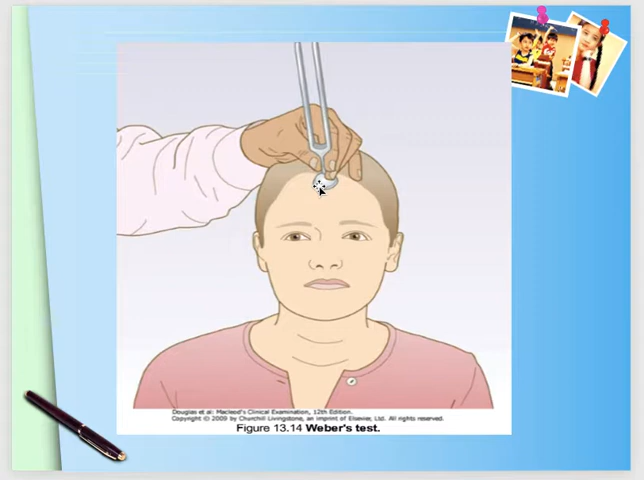 Douglas et al: Macleod's Clinical Examination, 12th Edition.
Copyright © 2009 by Churchill Livingstone, an imprint of Elsevier, Ltd. All rights reserved.
Figure 13.14 Weber's test.